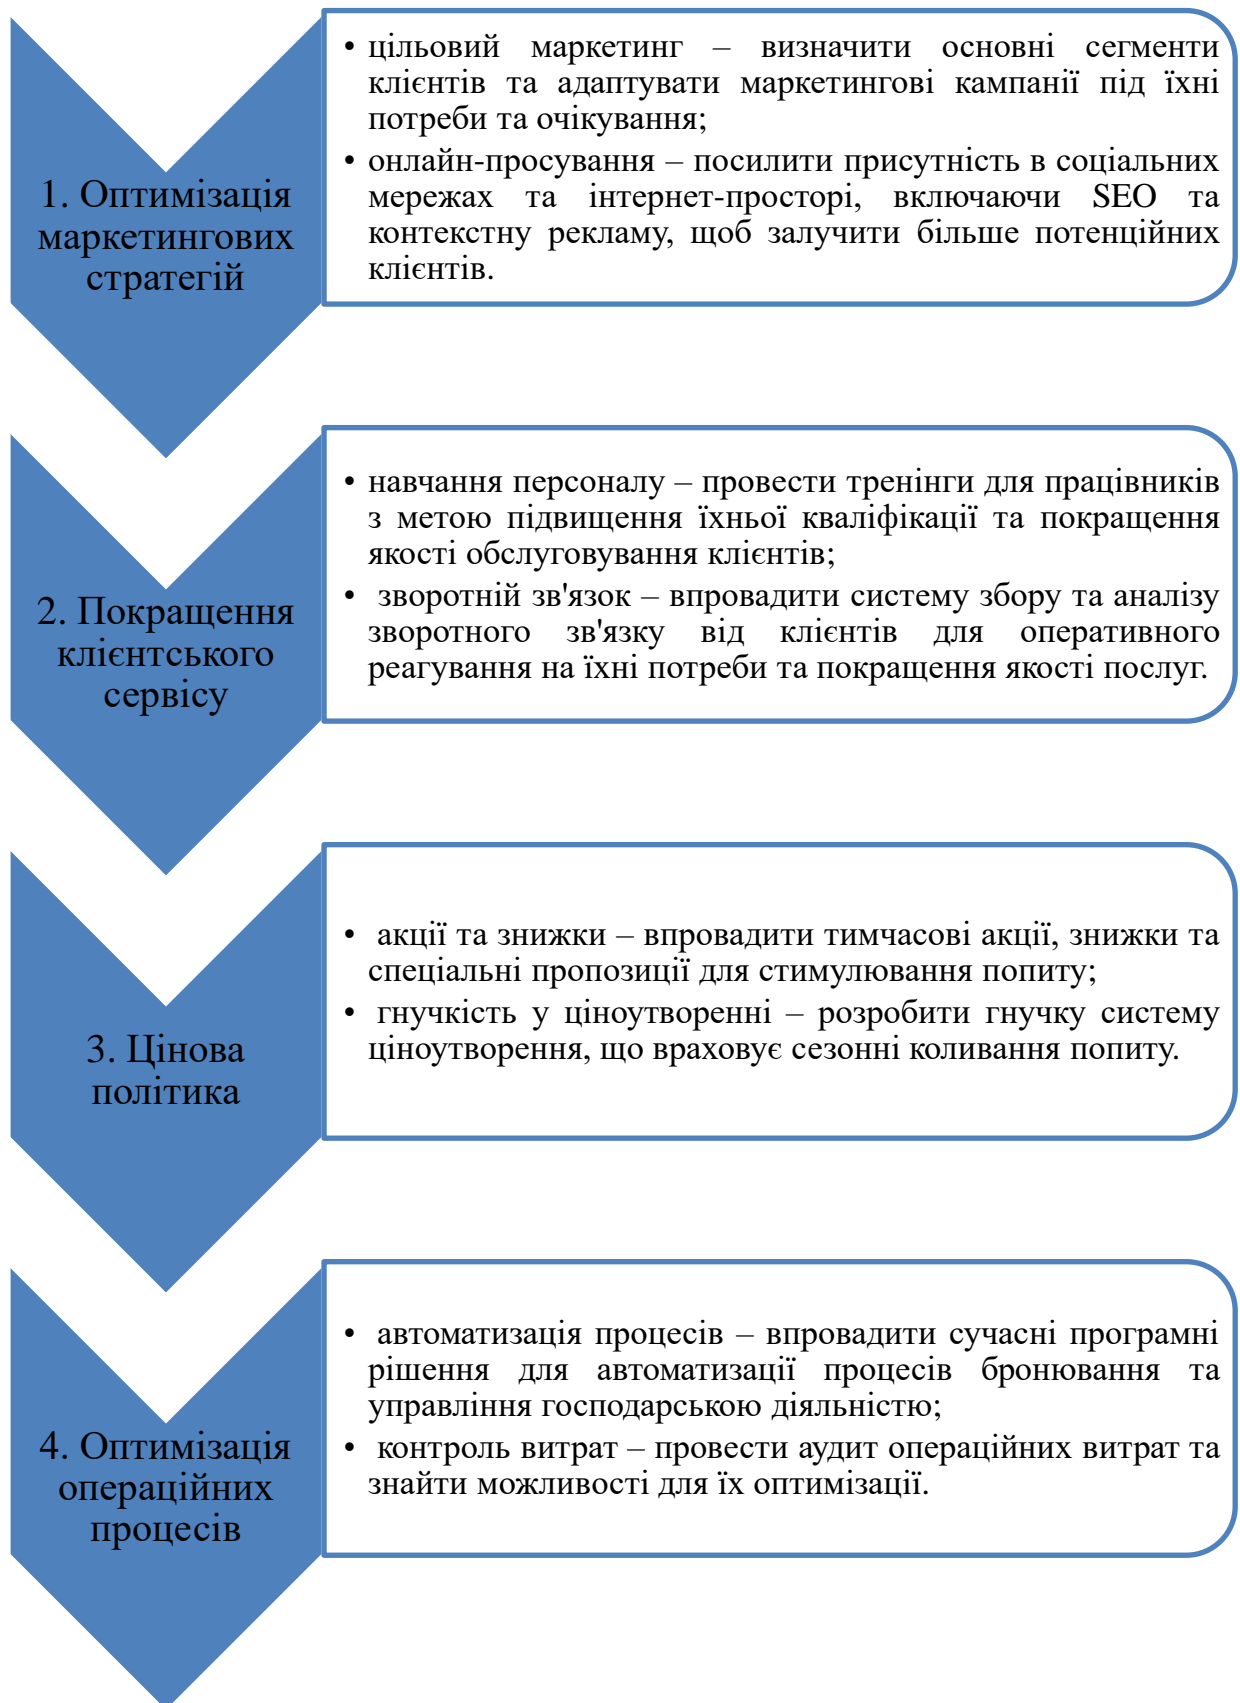 1. Оптимізація
маркетингових
стратегій
• цільовий маркетинг – визначити основні сегменти
клієнтів та адаптувати маркетингові кампанії під їхні
потреби та очікування;
• онлайн-просування – посилити присутність в соціальних
мережах та інтернет-просторі, включаючи SEO та
контекстну рекламу, щоб залучити більше потенційних
клієнтів.
2. Покращення
клієнтського
сервісу
• навчання персоналу – провести тренінги для працівників
з метою підвищення їхньої кваліфікації та покращення
якості обслуговування клієнтів;
• зворотній зв'язок – впровадити систему збору та аналізу
зворотного зв'язку від клієнтів для оперативного
реагування на їхні потреби та покращення якості послуг.
3. Цінова
політика
• акції та знижки – впровадити тимчасові акції, знижки та
спеціальні пропозиції для стимулювання попиту;
• гнучкість у ціноутворенні – розробити гнучку систему
ціноутворення, що враховує сезонні коливання попиту.
4. Оптимізація
операційних
процесів
• автоматизація процесів – впровадити сучасні програмні
рішення для автоматизації процесів бронювання та
управління господарською діяльністю;
• контроль витрат – провести аудит операційних витрат та
знайти можливості для їх оптимізації.